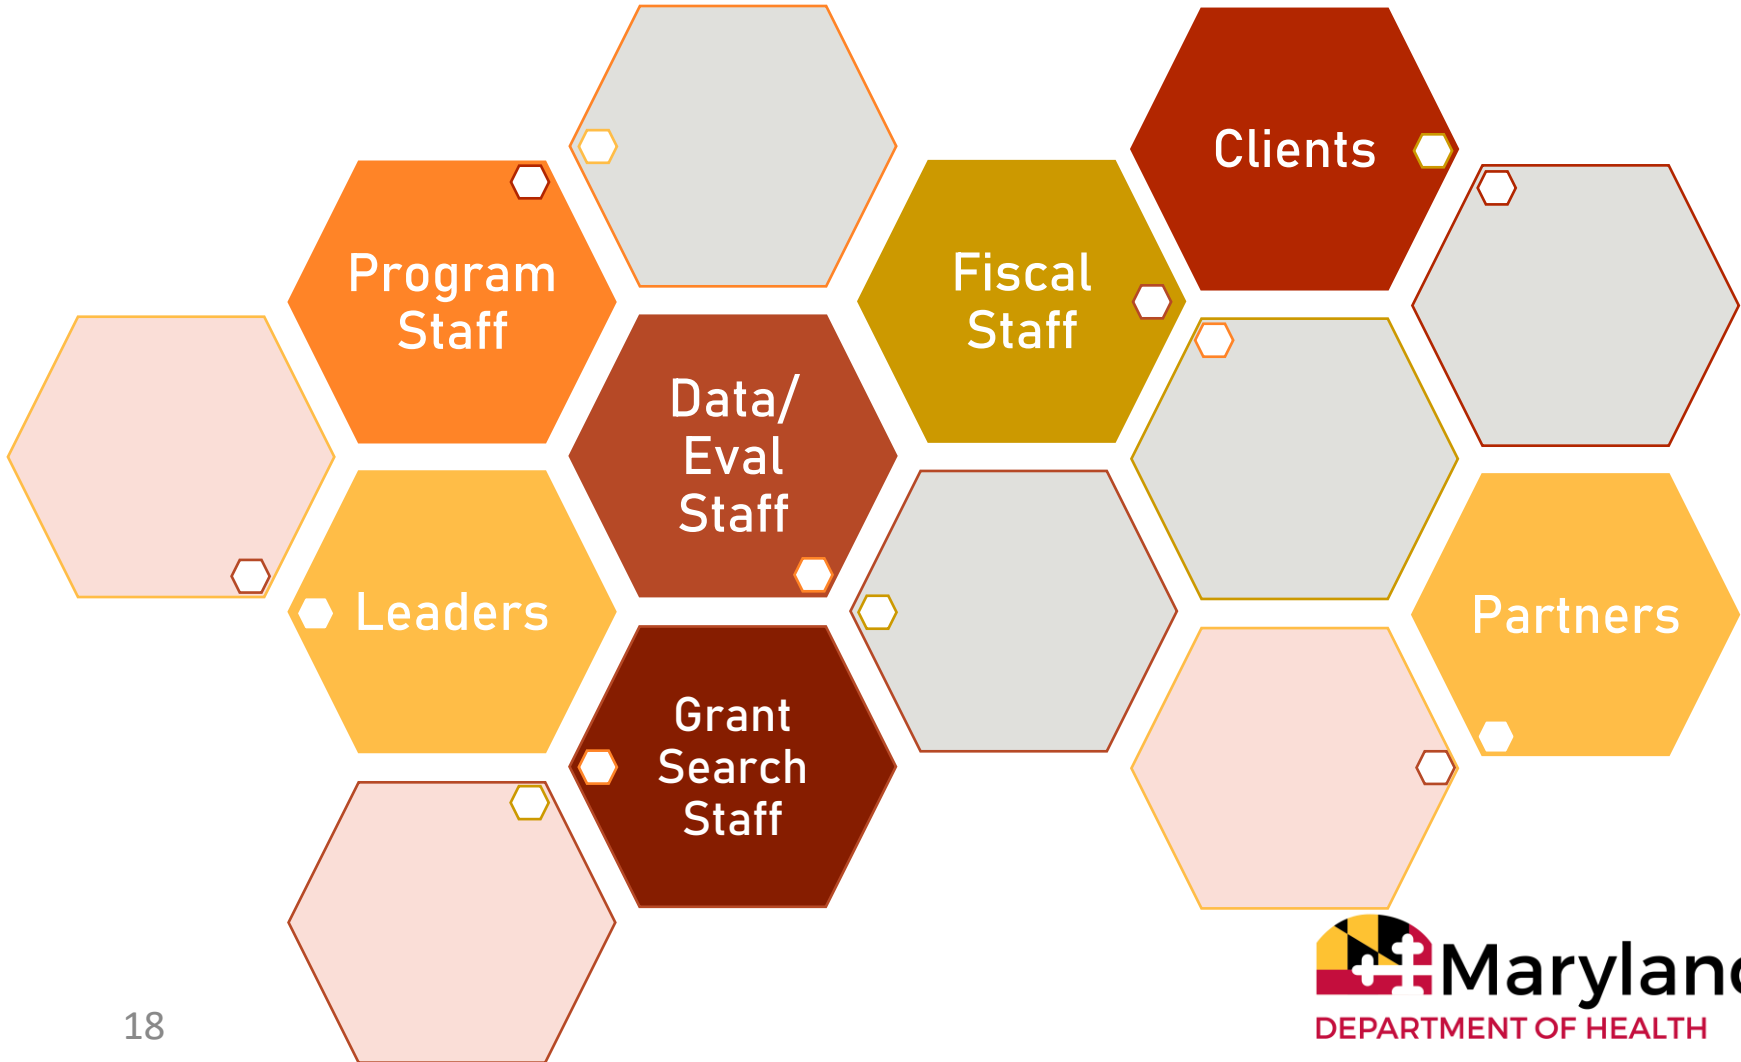 Clients
Program
Staff
Fiscal
Staff
Data/
Eval
Staff
Leaders
Partners
Grant
Search
Staff
Marylan
DEPARTMENT OF HEALTH
18